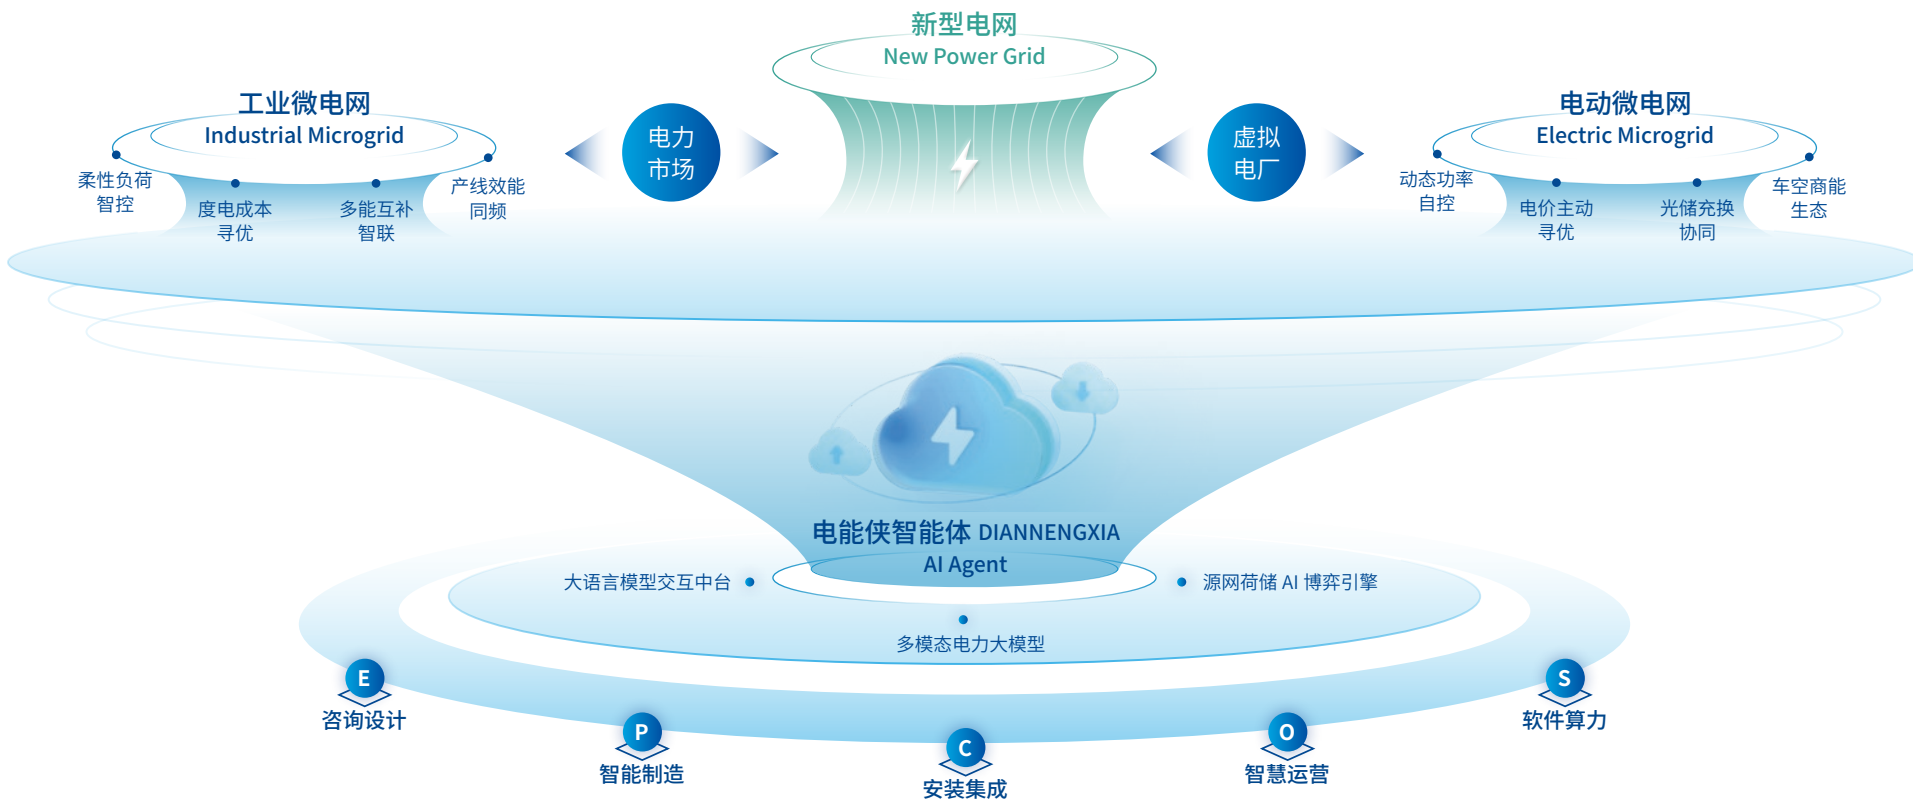 新型电网
New Power Grid
工业微电网
Industrial Microgrid
电动微电网
Electric Microgrid
电力
市场
虚拟
电厂
柔性负荷
智控
度电成本
寻优
多能互补
智联
产线效能
同频
动态功率
自控
电价主动
寻优
光储充换
协同
车空商能
生态
电能侠智能体 DIANNENGXIA
AI Agent
大语言模型交互中台
源网荷储 AI 博弈引擎
多模态电力大模型
E
咨询设计
P
智能制造
C
安装集成
O
智慧运营
S
软件算力